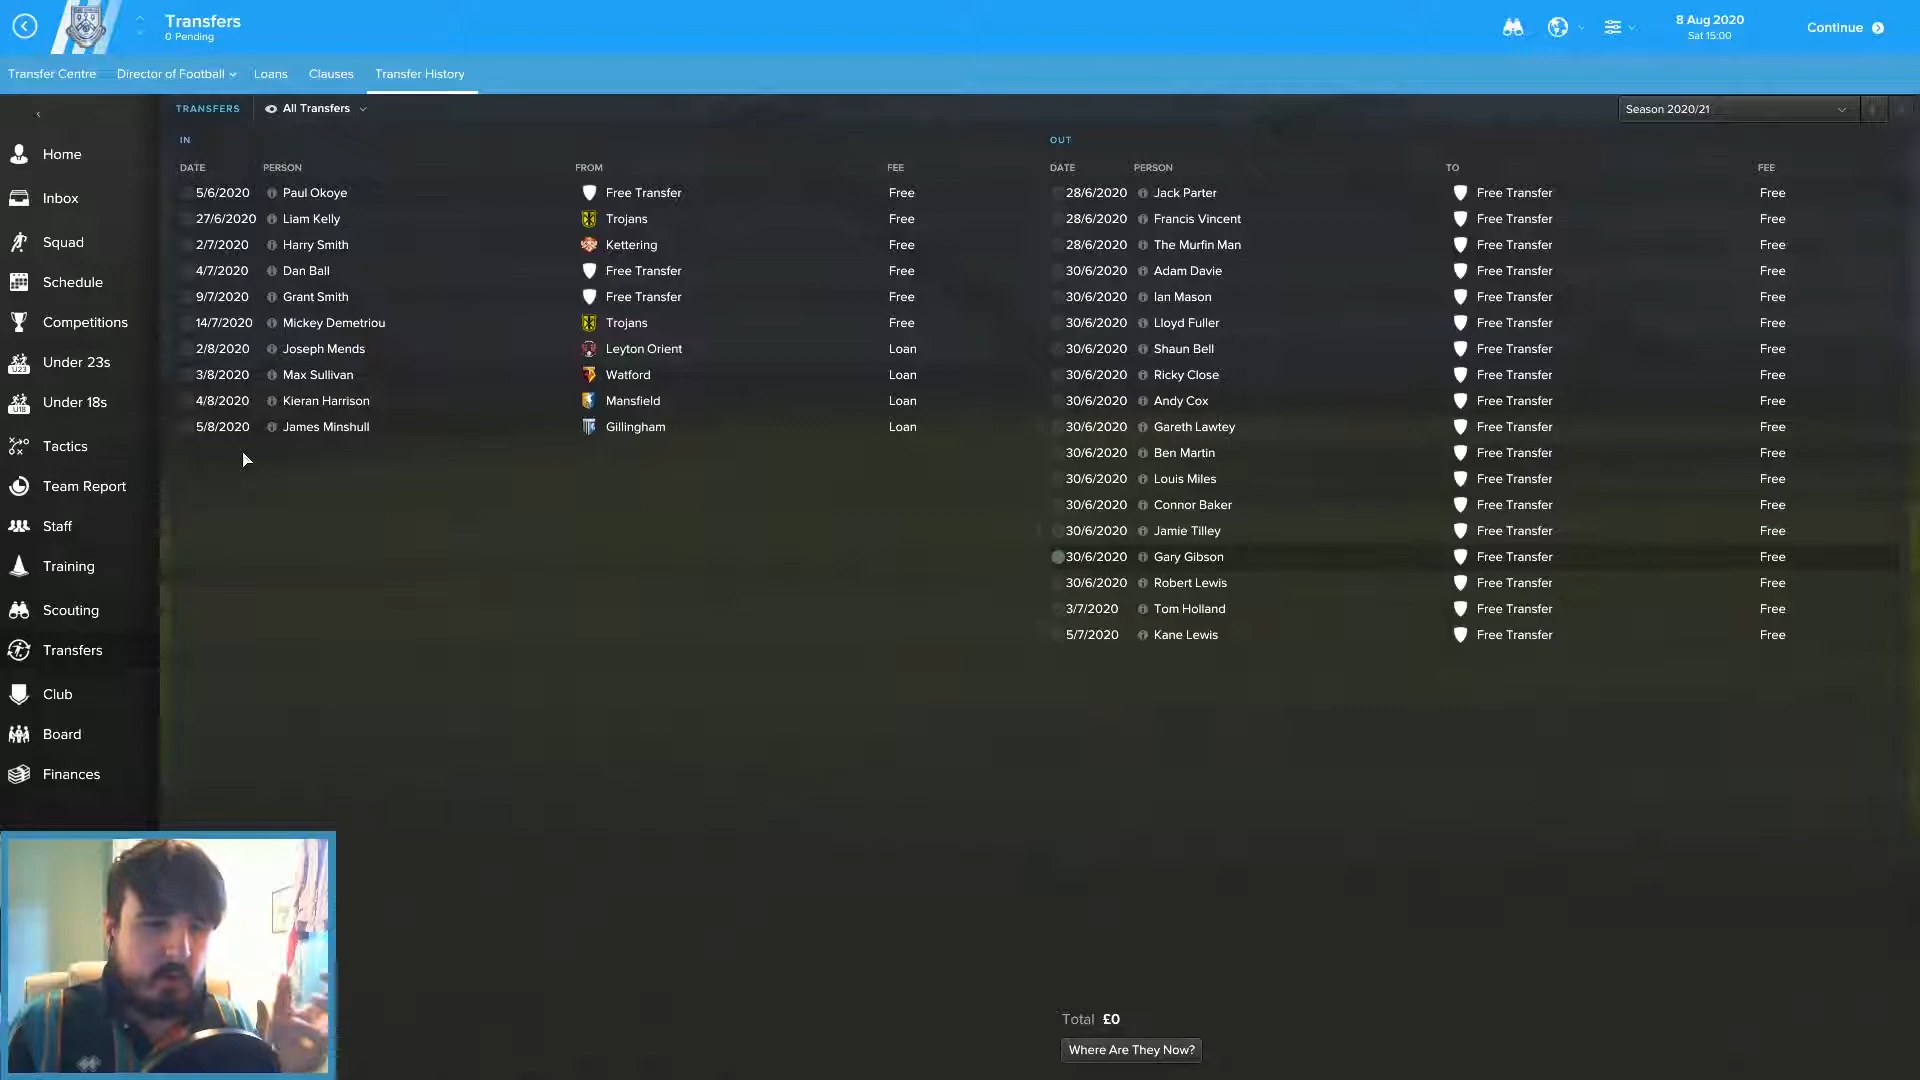 Transfers
0 Pending
8 Aug 2020
Sat 15:00
Continue
Transfer Centre Director of Football Loans Clauses Transfer History
TRANSFERS All Transfers Season 2020/21
Home
Inbox
Squad
Schedule
Competitions
U23 Under 23s
U18 Under 18s
Tactics
Team Report
Staff
Training
Scouting
Transfers
Club
Board
Finances
IN
DATE PERSON FROM FEE
5/6/2020 Paul Okoye Free Transfer Free
27/6/2020 Liam Kelly Trojans Free
2/7/2020 Harry Smith Kettering Free
4/7/2020 Dan Ball Free Transfer Free
9/7/2020 Grant Smith Free Transfer Free
14/7/2020 Mickey Demetriou Trojans Free
2/8/2020 Joseph Mends Leyton Orient Loan
3/8/2020 Max Sullivan Watford Loan
4/8/2020 Kieran Harrison Mansfield Loan
5/8/2020 James Minshull Gillingham Loan
OUT
DATE PERSON TO FEE
28/6/2020 Jack Parter Free Transfer Free
28/6/2020 Francis Vincent Free Transfer Free
28/6/2020 The Murfin Man Free Transfer Free
30/6/2020 Adam Davie Free Transfer Free
30/6/2020 Ian Mason Free Transfer Free
30/6/2020 Lloyd Fuller Free Transfer Free
30/6/2020 Shaun Bell Free Transfer Free
30/6/2020 Ricky Close Free Transfer Free
30/6/2020 Andy Cox Free Transfer Free
30/6/2020 Gareth Lawtey Free Transfer Free
30/6/2020 Ben Martin Free Transfer Free
30/6/2020 Louis Miles Free Transfer Free
30/6/2020 Connor Baker Free Transfer Free
30/6/2020 Jamie Tilley Free Transfer Free
30/6/2020 Gary Gibson Free Transfer Free
30/6/2020 Robert Lewis Free Transfer Free
3/7/2020 Tom Holland Free Transfer Free
5/7/2020 Kane Lewis Free Transfer Free
Total £0
Where Are They Now?